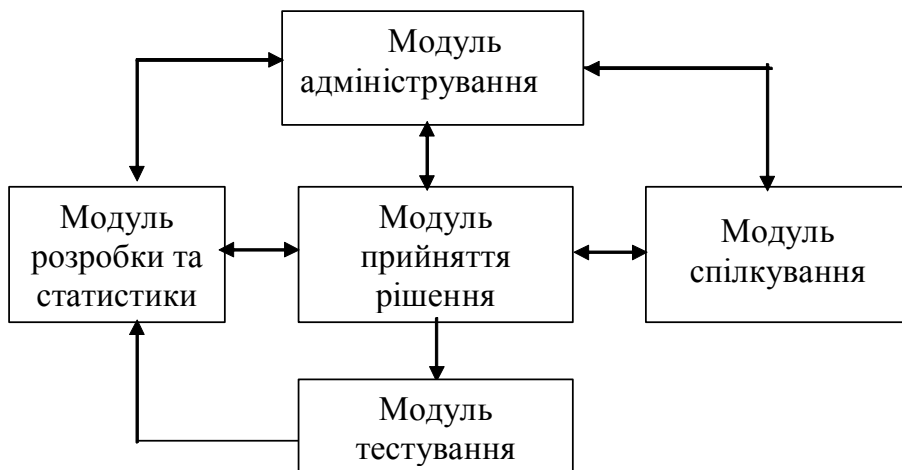 Модуль
адміністрування
Модуль
розробки та
статистики
Модуль
прийняття
рішення
Модуль
спілкування
Модуль
тестування